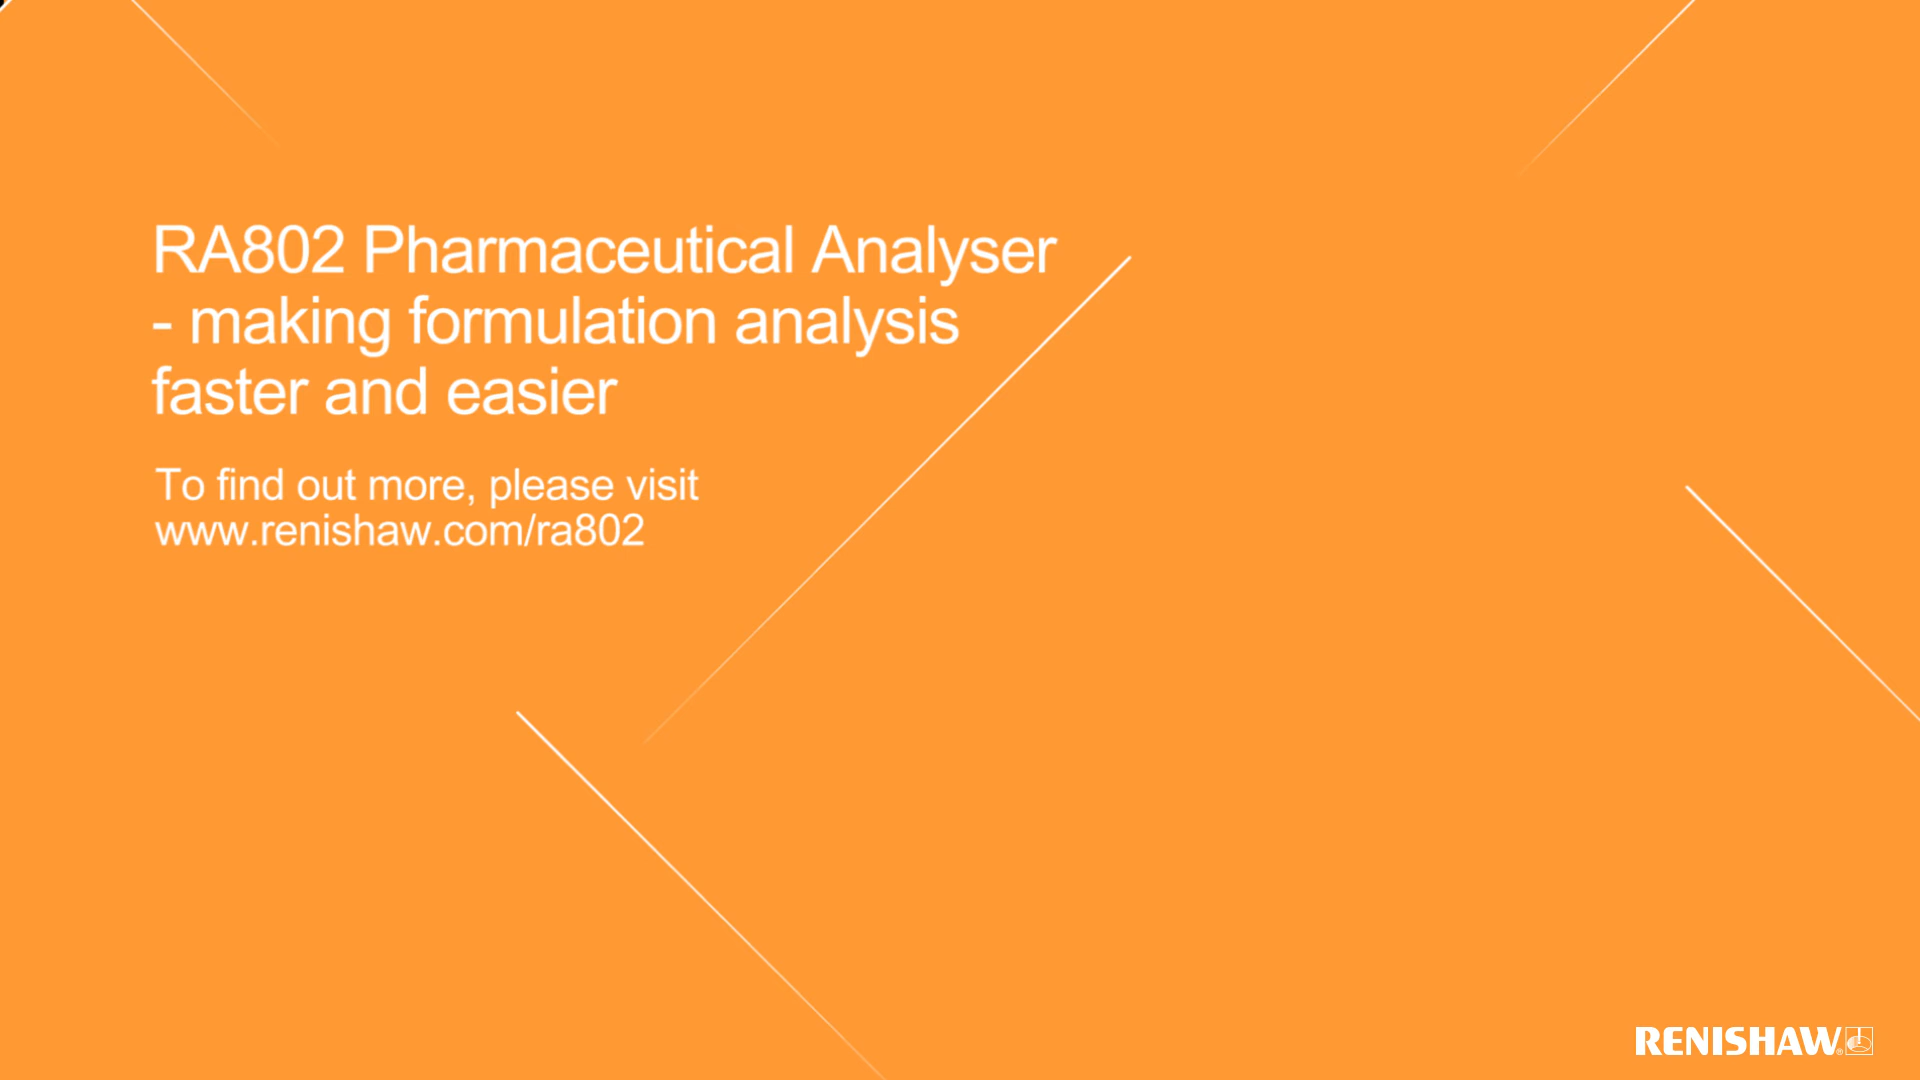 RA802 Pharmaceutical Analyser
- making formulation analysis
faster and easier
To find out more, please visit
www.renishaw.com/ra802
RENISHAW®